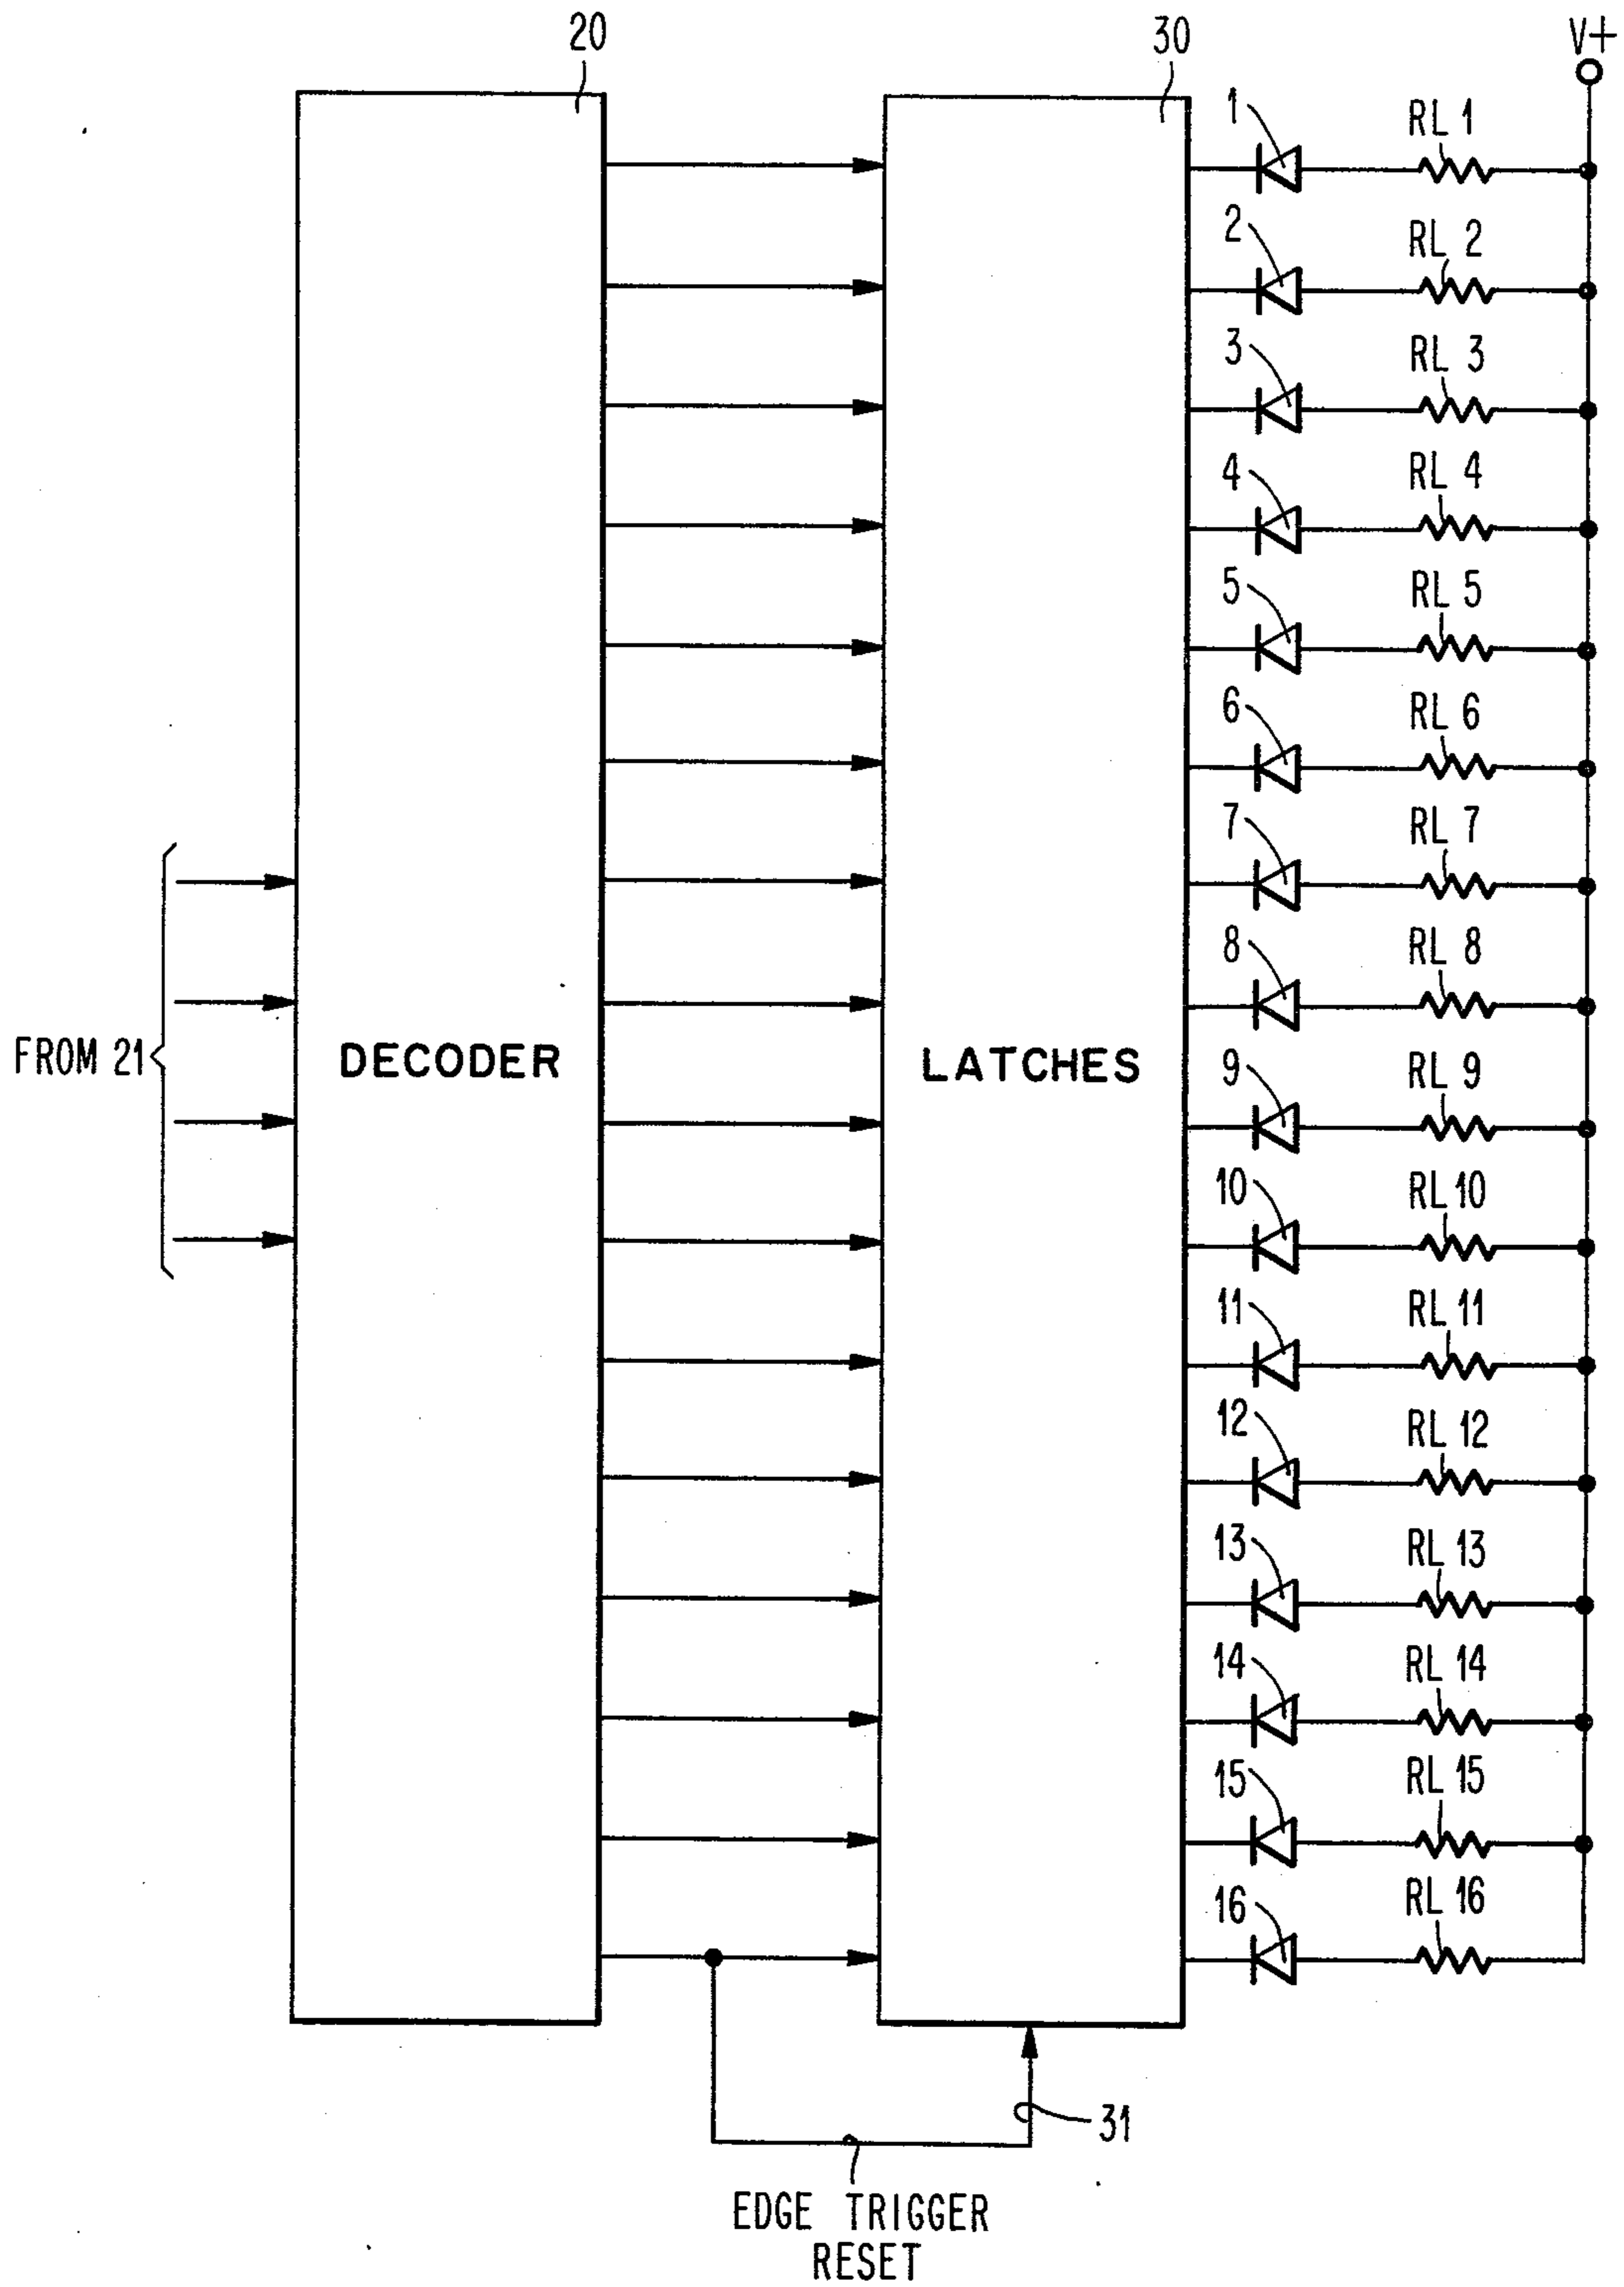 20
30
V+
1
RL 1
2
RL 2
3
RL 3
4
RL 4
5
RL 5
6
RL 6
7
RL 7
8
RL 8
FROM 21
DECODER
LATCHES
9
RL 9
10
RL 10
11
RL 11
12
RL 12
13
RL 13
14
RL 14
15
RL 15
16
RL 16
31
EDGE TRIGGER
RESET